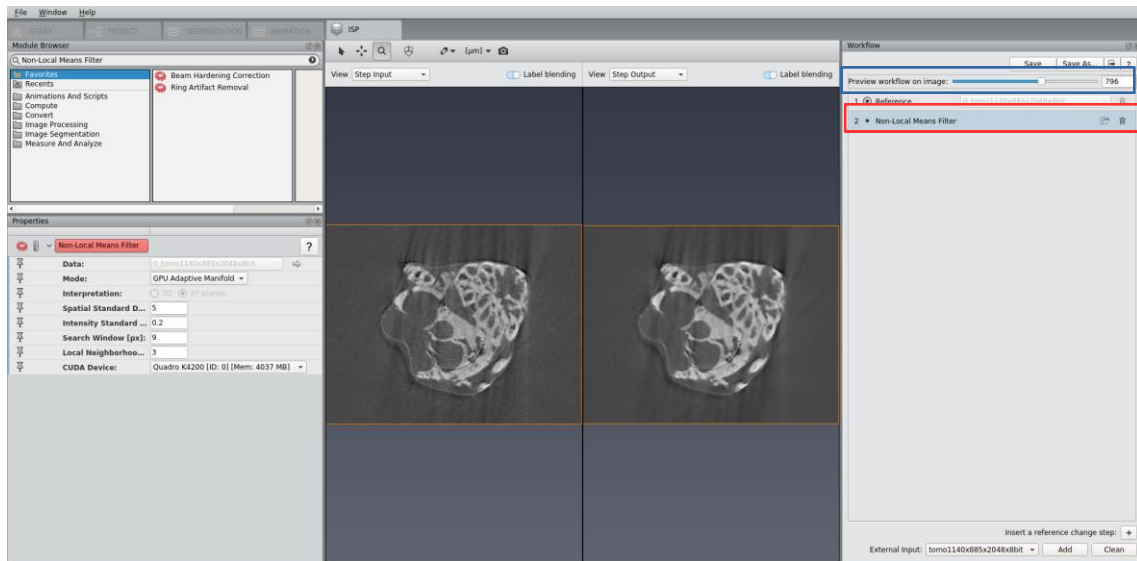 File Window Help
START PROJECT SEGMENTATION ANIMATION ISP
Module Browser
Non-Local Means Filter
Favorites
Recents
Animations And Scripts
Compute
Convert
Image Processing
Image Segmentation
Measure And Analyze
Beam Hardening Correction
Ring Artifact Removal
Properties
Non-Local Means Filter ?
Data: 0_tomo1140x885x2048x8bit
Mode: GPU Adaptive Manifold
Interpretation: 3D XY planes
Spatial Standard D... 5
Intensity Standard ... 0.2
Search Window [px]: 9
Local Neighborhoo... 3
CUDA Device: Quadro K4200 [ID: 0] [Mem: 4037 MB]
[µm]
View Step Input Label blending
View Step Output Label blending
Workflow
Save Save As... ?
Preview workflow on image: 796
1 Reference 0_tomo1140x885x2048x8bit
2 Non-Local Means Filter
Insert a reference change step: +
External Input: tomo1140x885x2048x8bit Add Clean